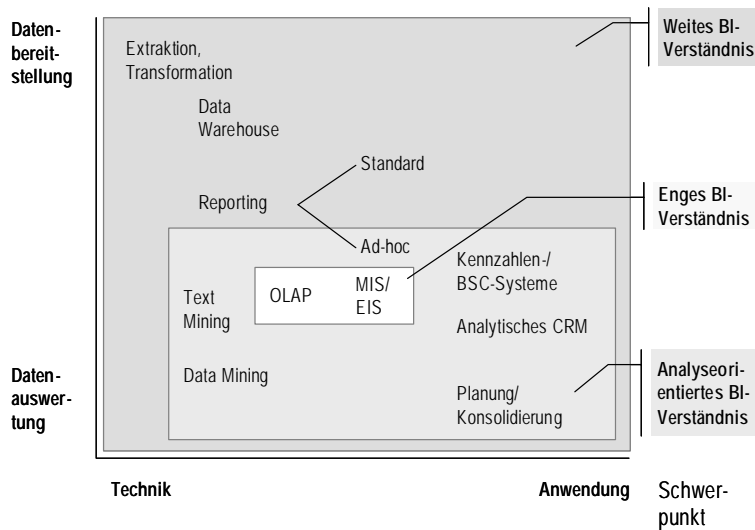 Daten-
bereit-
stellung
Extraktion,
Transformation
Weites BI-
Verständnis
Data
Warehouse
Standard
Reporting
Enges BI-
Verständnis
Ad-hoc
Kennzahlen-/
BSC-Systeme
OLAP
MIS/
EIS
Text
Mining
Analytisches CRM
Data Mining
Daten-
auswer-
tung
Planung/
Konsolidierung
Analyseori-
entiertes BI-
Verständnis
Technik
Anwendung
Schwer-
punkt